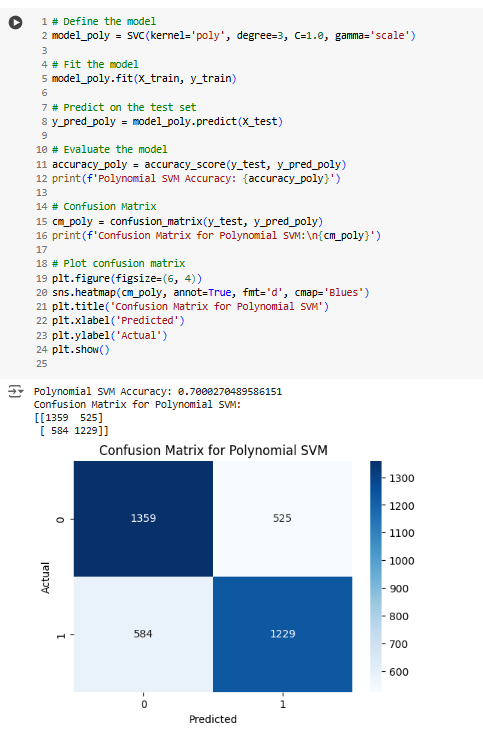 1 # Define the model
2 model_poly = SVC(kernel='poly', degree=3, C=1.0, gamma='scale')
3
4 # Fit the model
5 model_poly.fit(X_train, y_train)
6
7 # Predict on the test set
8 y_pred_poly = model_poly.predict(X_test)
9
10 # Evaluate the model
11 accuracy_poly = accuracy_score(y_test, y_pred_poly)
12 print(f'Polynomial SVM Accuracy: {accuracy_poly}')
13
14 # Confusion Matrix
15 cm_poly = confusion_matrix(y_test, y_pred_poly)
16 print(f'Confusion Matrix for Polynomial SVM:\n{cm_poly}')
17
18 # Plot confusion matrix
19 plt.figure(figsize=(6, 4))
20 sns.heatmap(cm_poly, annot=True, fmt='d', cmap='Blues')
21 plt.title('Confusion Matrix for Polynomial SVM')
22 plt.xlabel('Predicted')
23 plt.ylabel('Actual')
24 plt.show()
25
Polynomial SVM Accuracy: 0.7000270489586151
Confusion Matrix for Polynomial SVM:
[[1359  525]
 [ 584 1229]]
Confusion Matrix for Polynomial SVM
1359 525
584 1229
0
1
Actual
0 1
Predicted
1300
1200
1100
1000
900
800
700
600